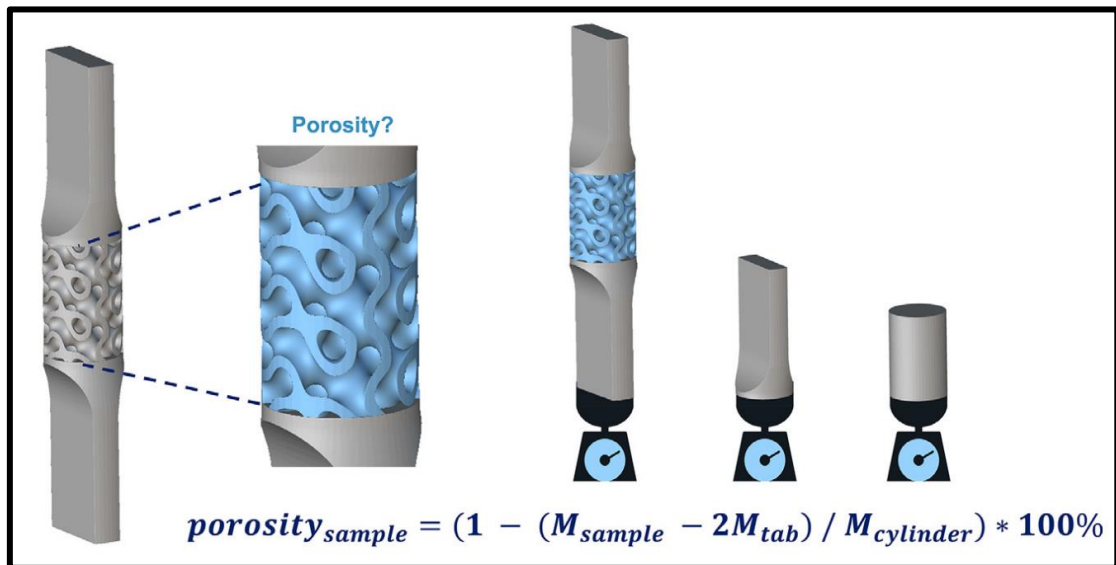 Porosity?
porosity_sample = (1 − (M_sample − 2M_tab) / M_cylinder) * 100%